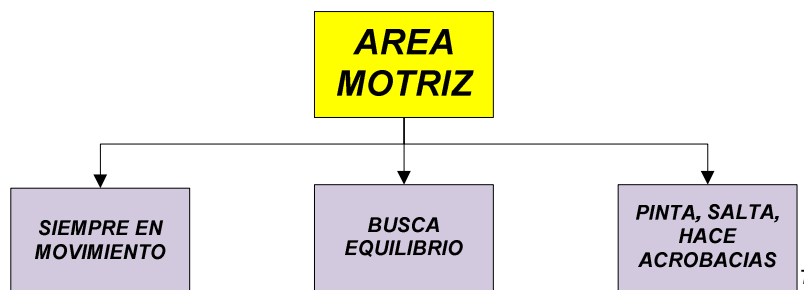 AREA
MOTRIZ
SIEMPRE EN
MOVIMIENTO
BUSCA
EQUILIBRIO
PINTA, SALTA,
HACE
ACROBACIAS